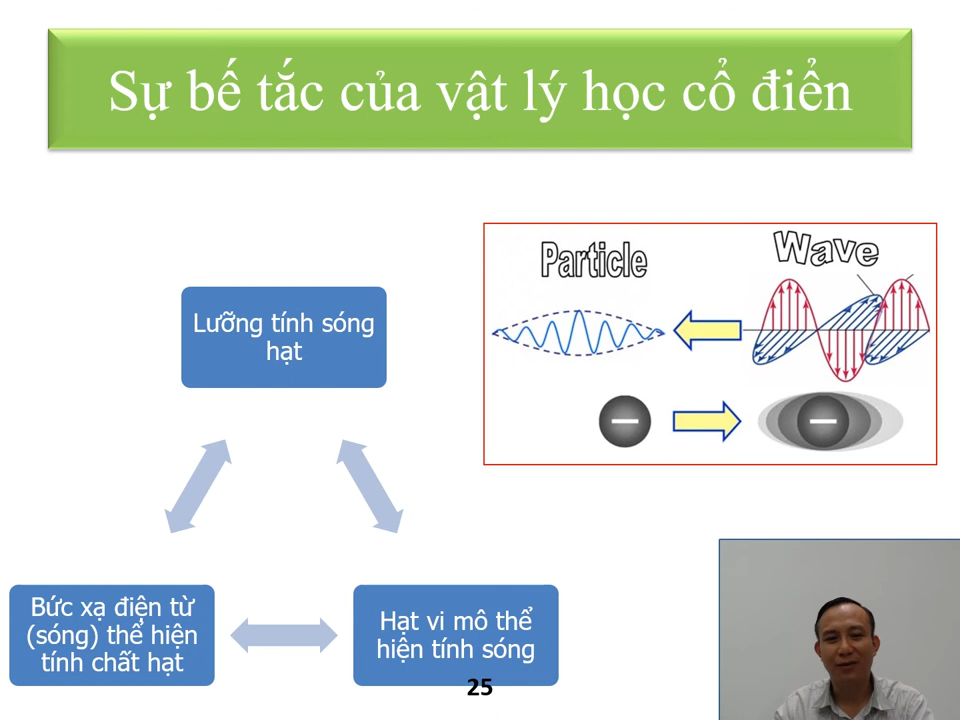 Sự bế tắc của vật lý học cổ điển
Particle
Wave
Lưỡng tính sóng
hạt
Bức xạ điện từ
(sóng) thể hiện
tính chất hạt
Hạt vi mô thể
hiện tính sóng
25